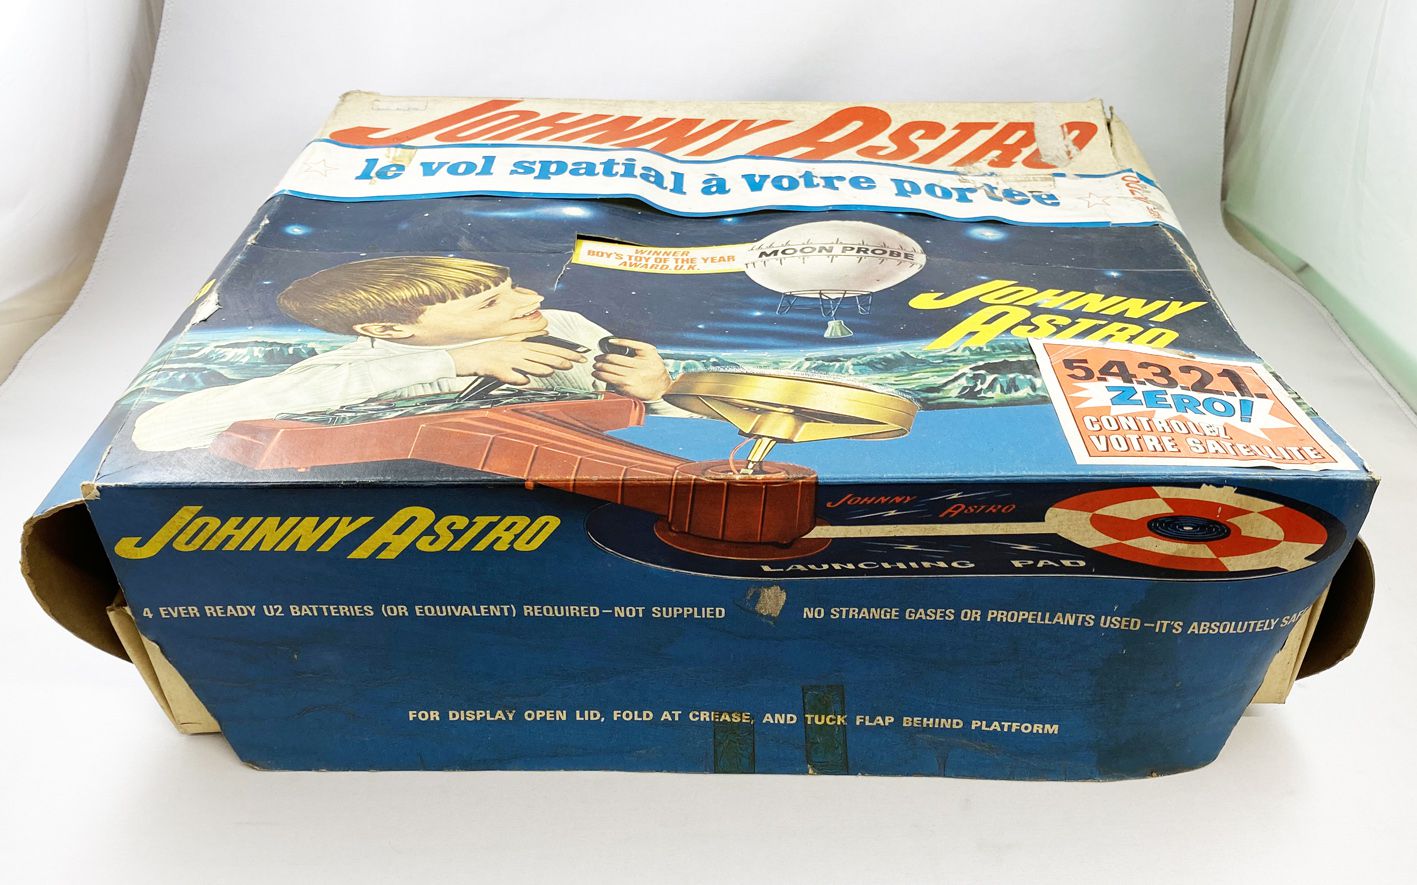 JOHNNY ASTRO
le vol spatial à votre portée
WINNER
BOY'S TOY OF THE YEAR
AWARD. U.K.
MOON PROBE
JOHNNY
ASTRO
5.4.3.2.1.
ZERO!
CONTROLEZ
VOTRE SATELLITE
JOHNNY ASTRO
JOHNNY ASTRO
LAUNCHING PAD
4 EVER READY U2 BATTERIES (OR EQUIVALENT) REQUIRED—NOT SUPPLIED
NO STRANGE GASES OR PROPELLANTS USED—IT'S ABSOLUTELY
FOR DISPLAY OPEN LID, FOLD AT CREASE, AND TUCK FLAP BEHIND PLATFORM